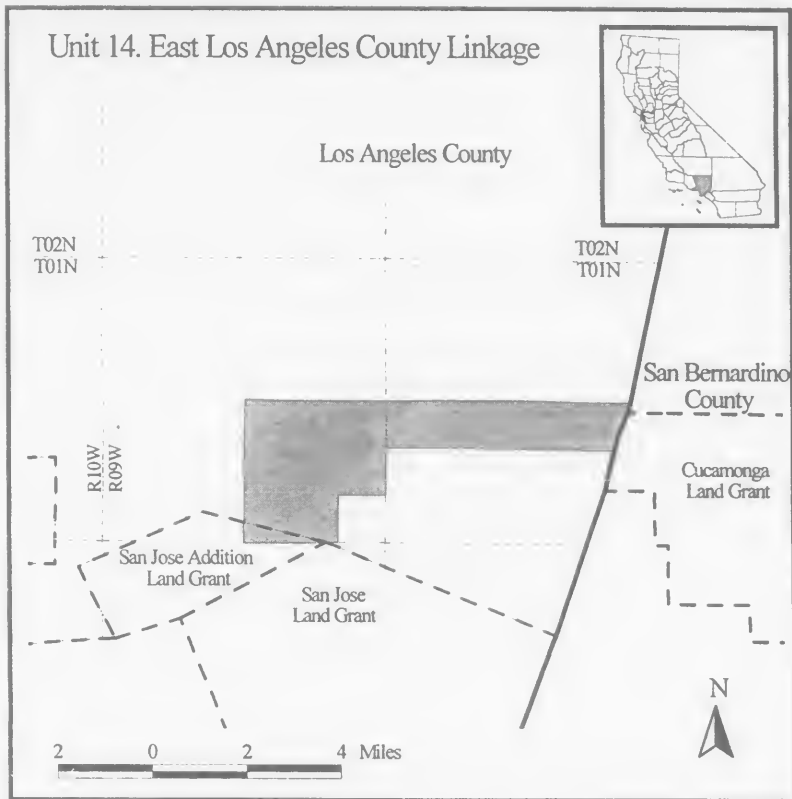 Unit 14. East Los Angeles County Linkage
Los Angeles County
T02N
T01N
T02N
T01N
San Bernardino
County
R10W
R09W
Cucamonga
Land Grant
San Jose Addition
Land Grant
San Jose
Land Grant
N
2 0 2 4 Miles